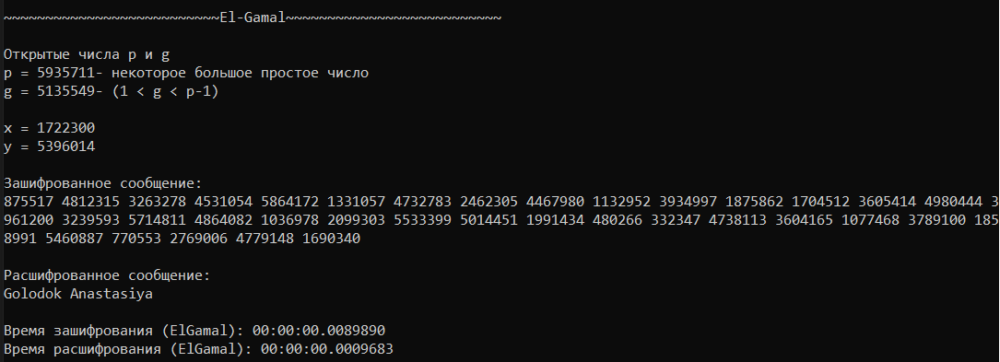 ~~~~~~~~~~~~~~~~~~~~~~~~~~El-Gamal~~~~~~~~~~~~~~~~~~~~~~~~~~
Открытые числа p и g
p = 5935711- некоторое большое простое число
g = 5135549- (1 < g < p-1)
x = 1722300
y = 5396014
Зашифрованное сообщение:
875517 4812315 3263278 4531054 5864172 1331057 4732783 2462305 4467980 1132952 3934997 1875862 1704512 3605414 4980444 3
961200 3239593 5714811 4864082 1036978 2099303 5533399 5014451 1991434 480266 332347 4738113 3604165 1077468 3789100 185
8991 5460887 770553 2769006 4779148 1690340
Расшифрованное сообщение:
Golodok Anastasiya
Время зашифрования (ElGamal): 00:00:00.0089890
Время расшифрования (ElGamal): 00:00:00.0009683